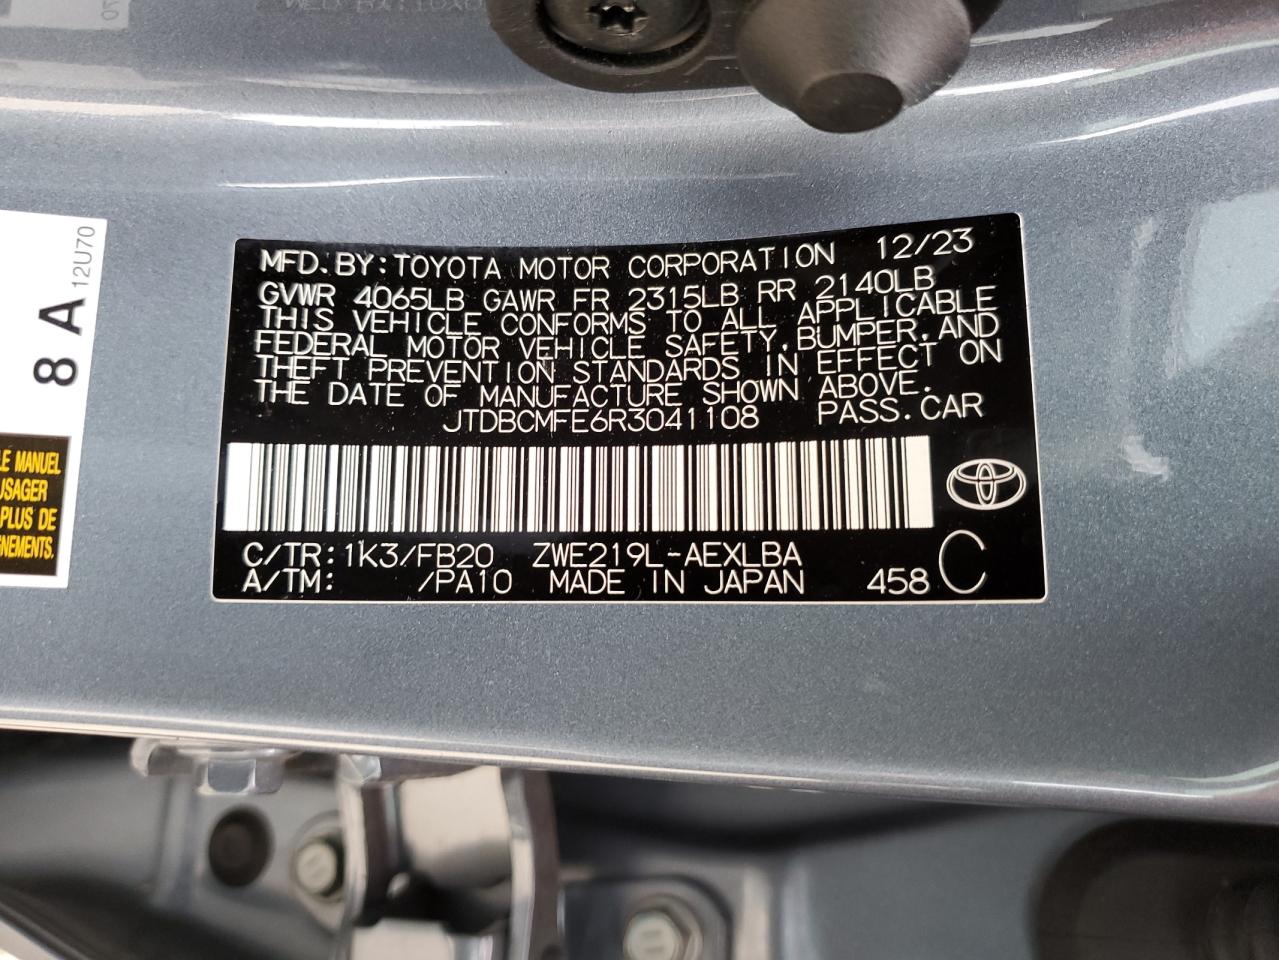 MFD. BY: TOYOTA MOTOR CORPORATION 12/23
GVWR 4065LB GAWR FR 2315LB RR 2140LB
THIS VEHICLE CONFORMS TO ALL APPLICABLE
FEDERAL MOTOR VEHICLE SAFETY, BUMPER, AND
THEFT PREVENTION STANDARDS IN EFFECT ON
THE DATE OF MANUFACTURE SHOWN ABOVE.
JTDBCMFE6R3041108 PASS. CAR
C/TR: 1K3/FB20 ZWE219L-AEXLBA
A/TM: /PA10 MADE IN JAPAN 458 C
8 A 12U70
LE MANUEL
USAGER
PLUS DE
GNEMENTS.